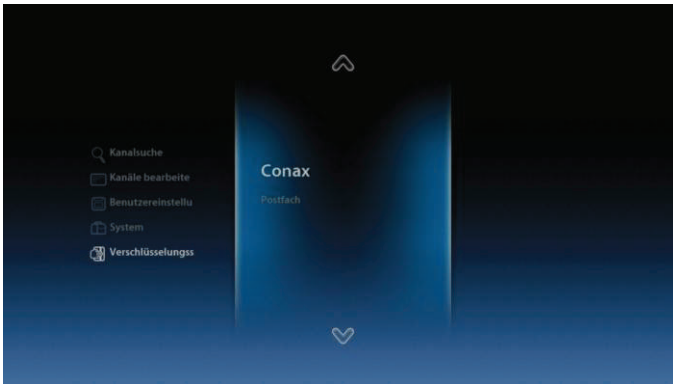 Kanalsuche
Kanäle bearbeite
Benutzereinstellu
System
Verschlüsselungss
Conax
Postfach